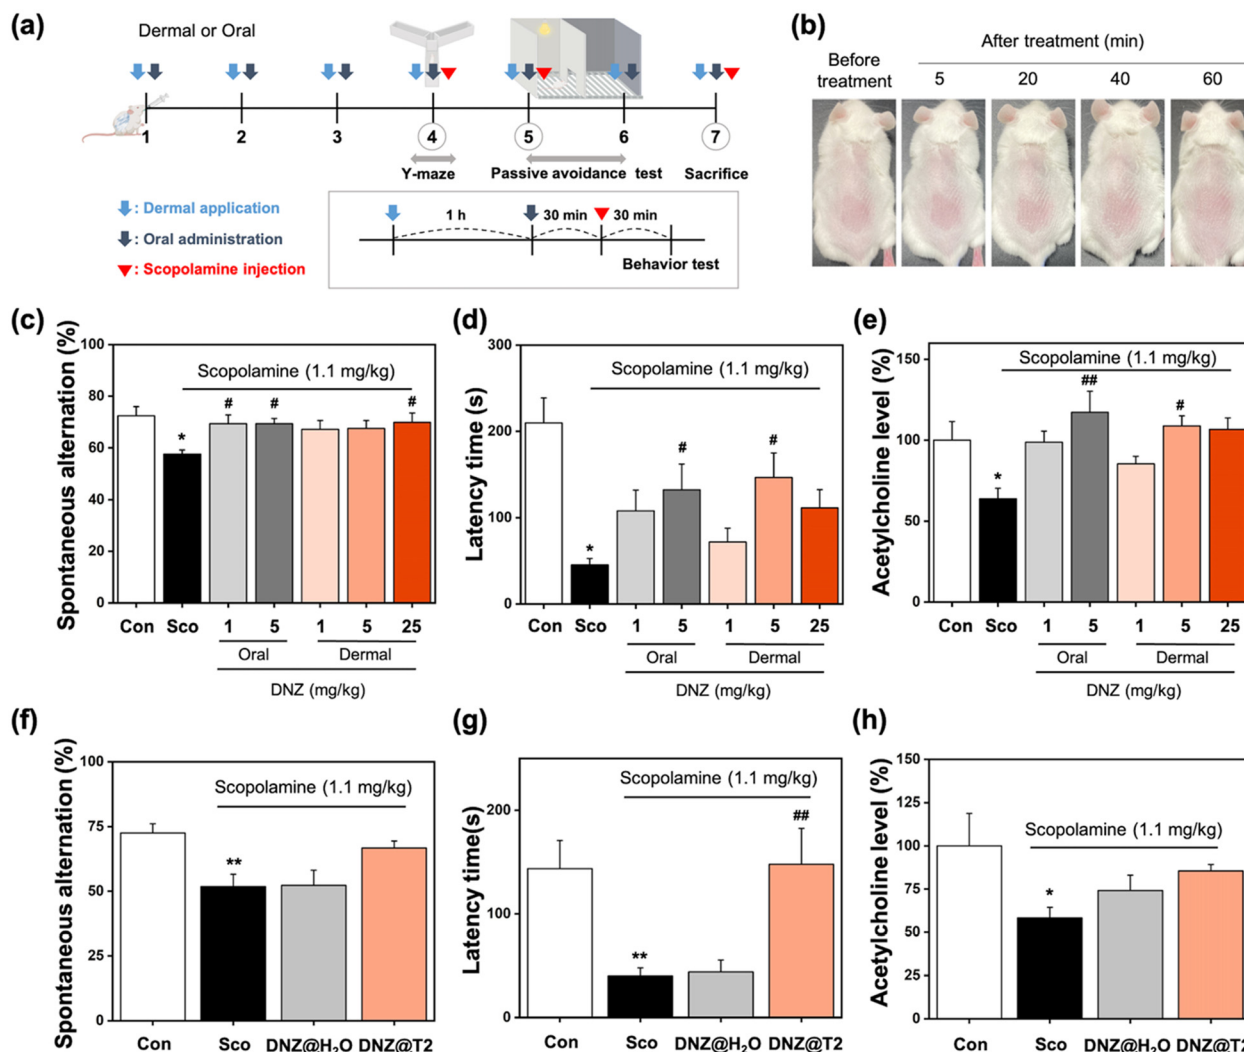 (a)
Dermal or Oral
1 2 3 4 5 6 7
Y-maze Passive avoidance test Sacrifice
: Dermal application
: Oral administration
: Scopolamine injection
1 h 30 min 30 min
Behavior test
(b)
After treatment (min)
Before
treatment
5 20 40 60
(c)
Spontaneous alternation (%)
100
80
60
40
20
0
Scopolamine (1.1 mg/kg)
* # # #
Con Sco 1 5 1 5 25
Oral Dermal
DNZ (mg/kg)
(d)
Latency time (s)
300
200
100
0
Scopolamine (1.1 mg/kg)
* # #
Con Sco 1 5 1 5 25
Oral Dermal
DNZ (mg/kg)
(e)
Acetylcholine level (%)
150
100
50
0
Scopolamine (1.1 mg/kg)
* ## #
Con Sco 1 5 1 5 25
Oral Dermal
DNZ (mg/kg)
(f)
Spontaneous alternation (%)
100
75
50
25
0
Scopolamine (1.1 mg/kg)
**
Con Sco DNZ@H₂O DNZ@T2
(g)
Latency time(s)
200
100
0
Scopolamine (1.1 mg/kg)
** ##
Con Sco DNZ@H₂O DNZ@T2
(h)
Acetylcholine level (%)
150
125
100
75
50
25
0
Scopolamine (1.1 mg/kg)
*
Con Sco DNZ@H₂O DNZ@T2